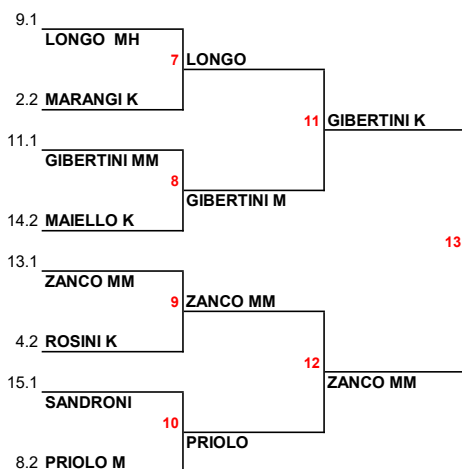 9.1
LONGO MH
7 LONGO
2.2 MARANGI K
11 GIBERTINI K
11.1
GIBERTINI MM
8
GIBERTINI M
14.2 MAIELLO K
13
13.1
ZANCO MM
9 ZANCO MM
4.2 ROSINI K
12
ZANCO MM
15.1
SANDRONI
10
PRIOLO
8.2 PRIOLO M